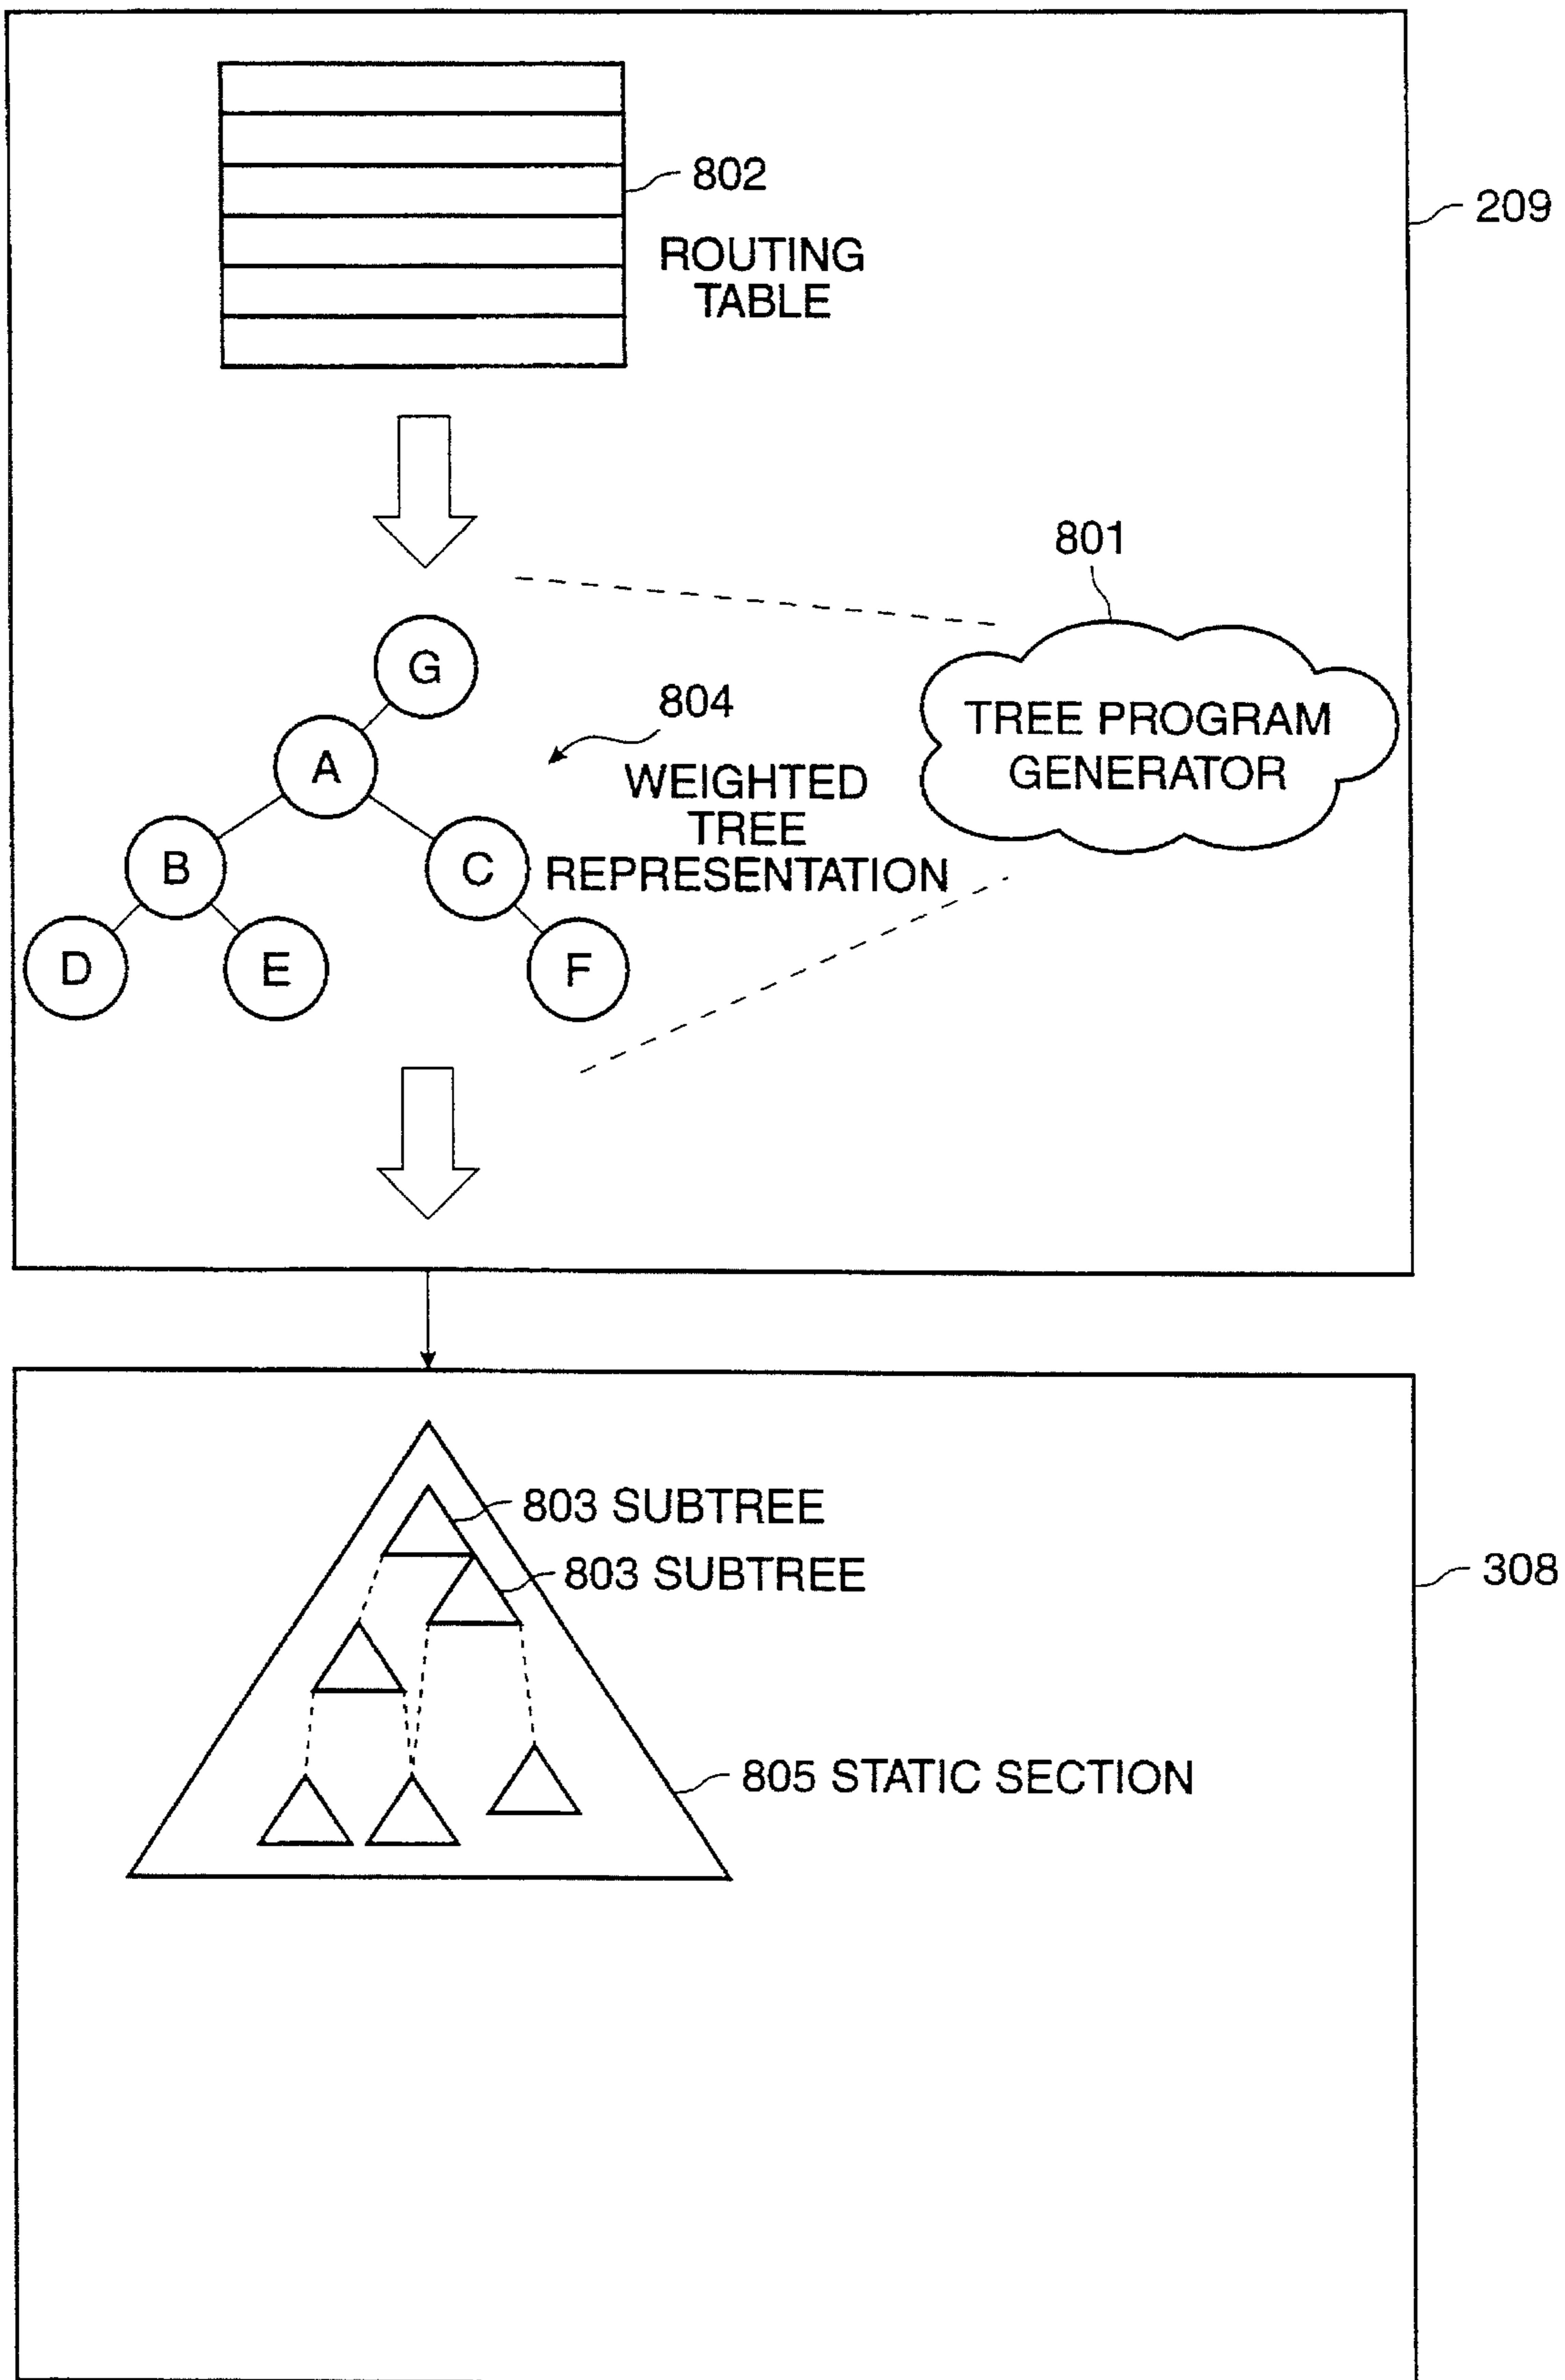 802
209
ROUTING
TABLE
801
G
804
TREE PROGRAM
GENERATOR
A
WEIGHTED
TREE
REPRESENTATION
B
C
D
E
F
803 SUBTREE
803 SUBTREE
308
805 STATIC SECTION